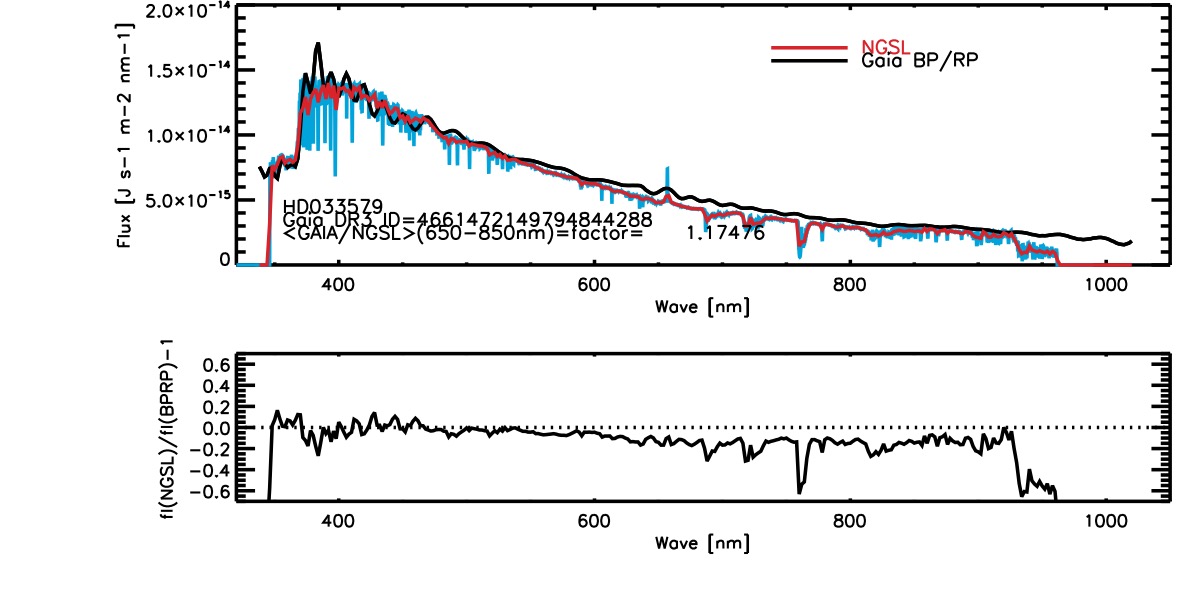 2.0×10⁻¹⁴
1.5×10⁻¹⁴
1.0×10⁻¹⁴
5.0×10⁻¹⁵
0
Flux [J s−1 m−2 nm−1]
NGSL
Gaia BP/RP
HD033579
Gaia DR3 ID=4661472149794844288
<GAIA/NGSL>(650−850nm)=factor= 1.17476
400 600 800 1000
Wave [nm]
fl(NGSL)/fl(BPRP)−1
0.6
0.4
0.2
0.0
−0.2
−0.4
−0.6
400 600 800 1000
Wave [nm]